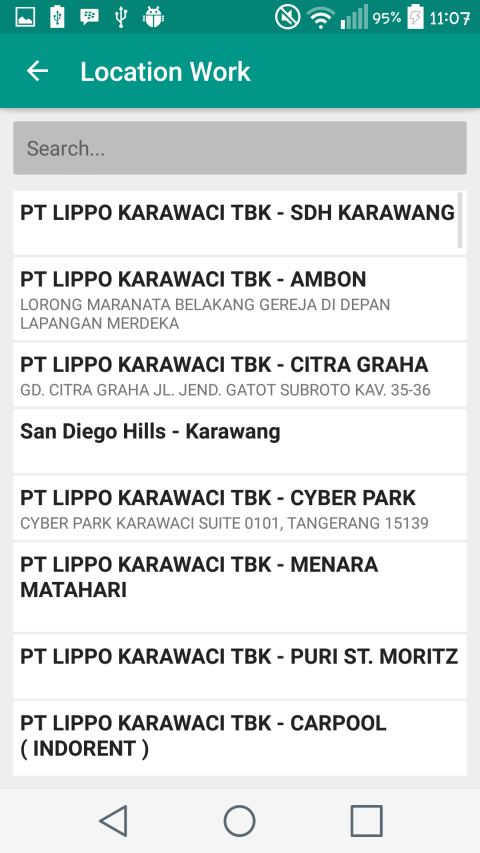 95% 11:07
Location Work
Search...
PT LIPPO KARAWACI TBK - SDH KARAWANG
PT LIPPO KARAWACI TBK - AMBON
LORONG MARANATA BELAKANG GEREJA DI DEPAN
LAPANGAN MERDEKA
PT LIPPO KARAWACI TBK - CITRA GRAHA
GD. CITRA GRAHA JL. JEND. GATOT SUBROTO KAV. 35-36
San Diego Hills - Karawang
PT LIPPO KARAWACI TBK - CYBER PARK
CYBER PARK KARAWACI SUITE 0101, TANGERANG 15139
PT LIPPO KARAWACI TBK - MENARA
MATAHARI
PT LIPPO KARAWACI TBK - PURI ST. MORITZ
PT LIPPO KARAWACI TBK - CARPOOL
( INDORENT )